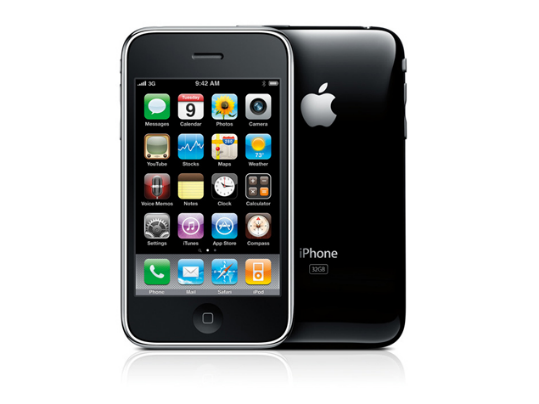 3G 9:42 AM
Tuesday
9
280
73°
Messages Calendar Photos Camera
YouTube Stocks Maps Weather
Voice Memos Notes Clock Calculator
Settings iTunes App Store Compass
Phone Mail Safari iPod
iPhone
32GB